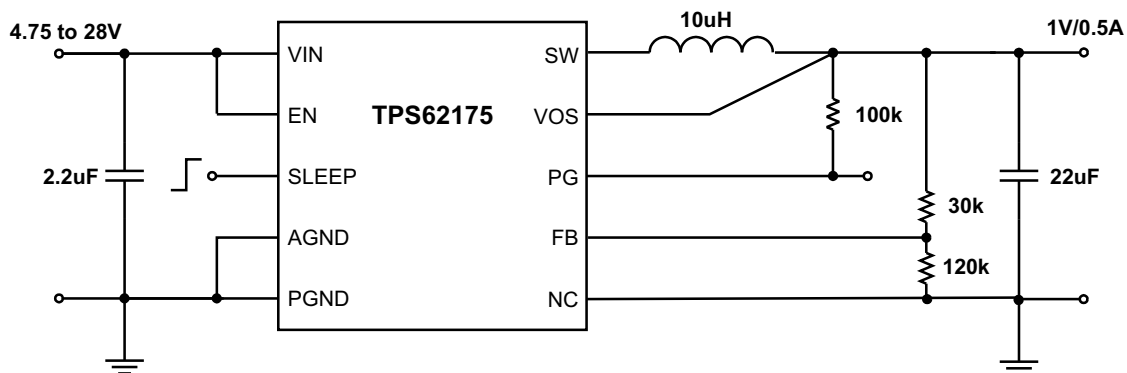 4.75 to 28V
10uH
1V/0.5A
VIN
SW
TPS62175
EN
VOS
100k
2.2uF
SLEEP
PG
22uF
30k
AGND
FB
120k
PGND
NC